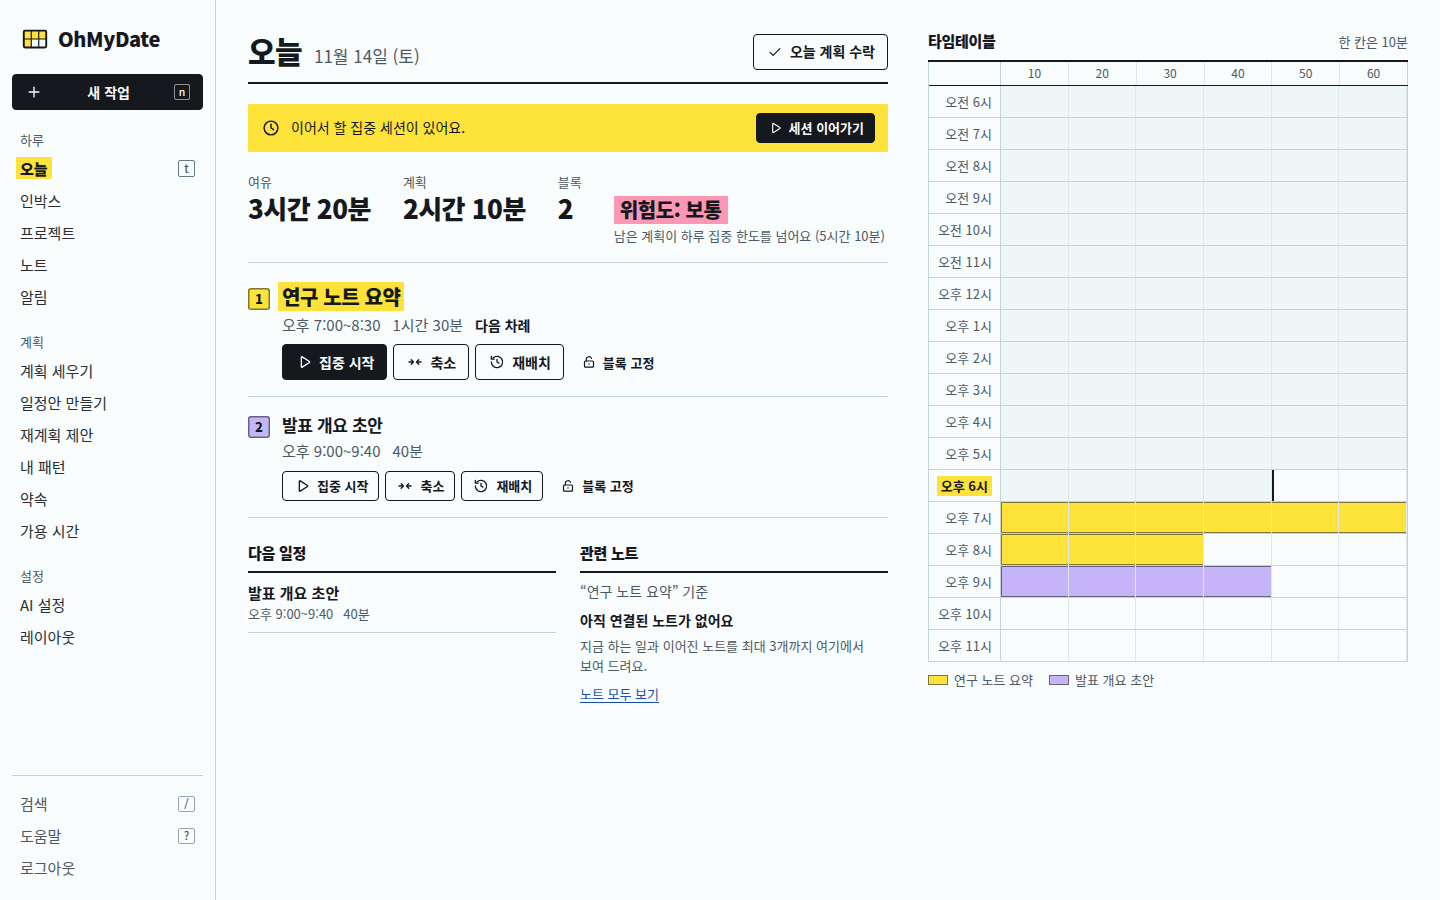 OhMyDate
새 작업 n
하루
오늘 t
인박스
프로젝트
노트
알림
계획
계획 세우기
일정안 만들기
재계획 제안
내 패턴
약속
가용 시간
설정
AI 설정
레이아웃
검색 /
도움말 ?
로그아웃
오늘 11월 14일 (토)
오늘 계획 수락
이어서 할 집중 세션이 있어요.
세션 이어가기
여유
3시간 20분
계획
2시간 10분
블록
2
위험도: 보통
남은 계획이 하루 집중 한도를 넘어요 (5시간 10분)
1 연구 노트 요약
오후 7:00~8:30 1시간 30분 다음 차례
집중 시작 축소 재배치 블록 고정
2 발표 개요 초안
오후 9:00~9:40 40분
집중 시작 축소 재배치 블록 고정
다음 일정
발표 개요 초안
오후 9:00~9:40 40분
관련 노트
“연구 노트 요약” 기준
아직 연결된 노트가 없어요
지금 하는 일과 이어진 노트를 최대 3개까지 여기에서
보여 드려요.
노트 모두 보기
타임테이블 한 칸은 10분
10 20 30 40 50 60
오전 6시
오전 7시
오전 8시
오전 9시
오전 10시
오전 11시
오후 12시
오후 1시
오후 2시
오후 3시
오후 4시
오후 5시
오후 6시
오후 7시
오후 8시
오후 9시
오후 10시
오후 11시
연구 노트 요약 발표 개요 초안